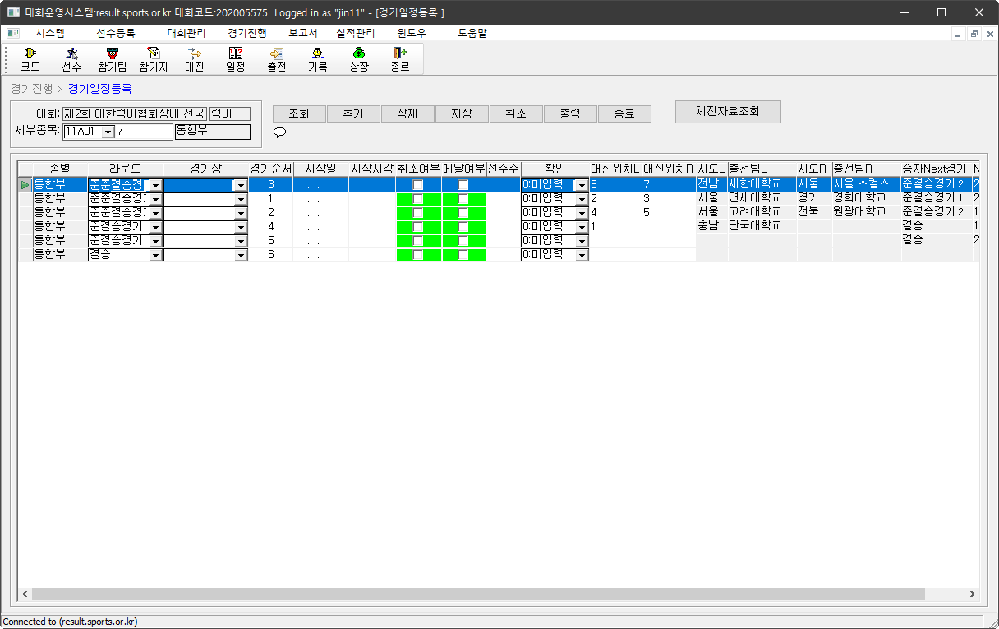 대회운영시스템:result.sports.or.kr 대회코드:202005575 Logged in as "jin11" - [경기일정등록 ]
시스템 선수등록 대회관리 경기진행 보고서 실적관리 윈도우 도움말
코드 선수 참가팀 참가자 대진 일정 출전 기록 상장 종료
경기진행 > 경기일정등록
대회: 제2회 대한럭비협회장배 전국 럭비 조회 추가 삭제 저장 취소 출력 종료 체전자료조회
세부종목: 11A01 7 통합부
종별 라운드 경기장 경기순서 시작일 시작시각 취소여부 메달여부 선수수 확인 대진위치L 대진위치R 시도L 출전팀L 시도R 출전팀R 승자Next경기 N
통합부 준준결승경 3 . . 0:미입력 6 7 전남 세한대학교 서울 서울 스컬스 준결승경기 2 2
통합부 준준결승경 1 . . 0:미입력 2 3 서울 연세대학교 경기 경희대학교 준결승경기 1 2
통합부 준준결승경 2 . . 0:미입력 4 5 서울 고려대학교 전북 원광대학교 준결승경기 2 1
통합부 준결승경기 4 . . 0:미입력 1 충남 단국대학교 결승 1
통합부 준결승경기 5 . . 0:미입력 결승 2
통합부 결승 6 . . 0:미입력
Connected to (result.sports.or.kr)